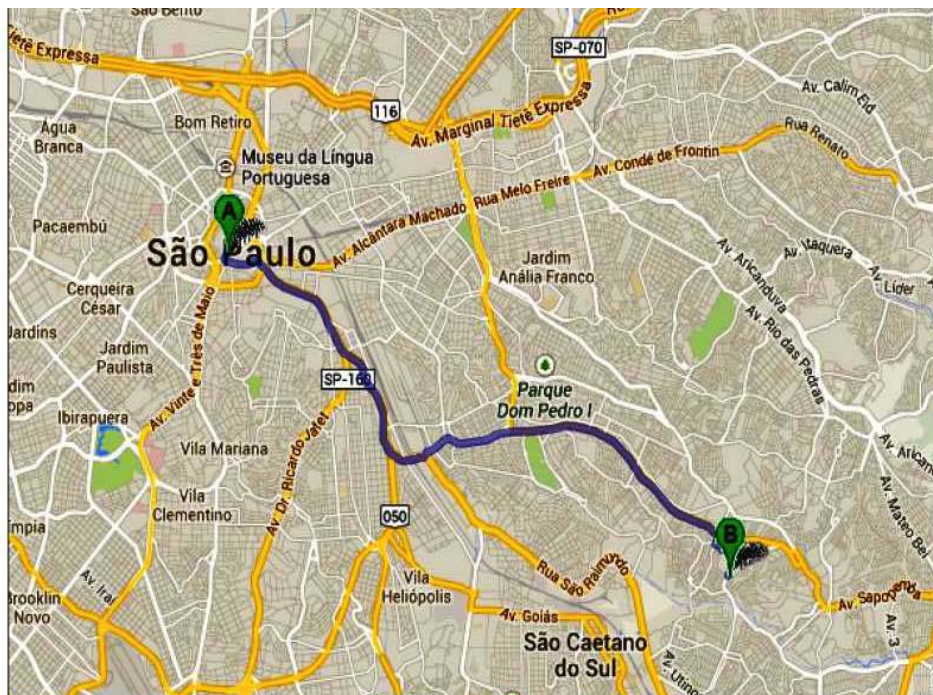 São Bento
Tietê Expressa
SP-070
116
Av. Marginal Tietê Expressa
Av. Calim Eid
Rua Renato
Água
Branca
Bom Retiro
Museu da Língua
Portuguesa
Av. Conde de Frontin
Rua Melo Freire
Av. Alcântara Machado
Pacaembú
A
São Paulo
Cerqueira
César
Jardim
Anália Franco
Av. Aricanduva
Av. Itaquera
Av. Líder
Av. Rio das Pedras
Jardins
Jardim
Paulista
Av. Vinte e Três de Maio
SP-160
Parque
Dom Pedro I
Ibirapuera
Vila Mariana
Av. Dr. Ricardo Jafet
Vila
Clementino
050
B
Av. Mateo Bei
Av. Iraí
Brooklin
Novo
Vila
Heliópolis
Rua São Raimundo
Av. Goiás
São Caetano
do Sul
Av. Sapopemba
Av. 3